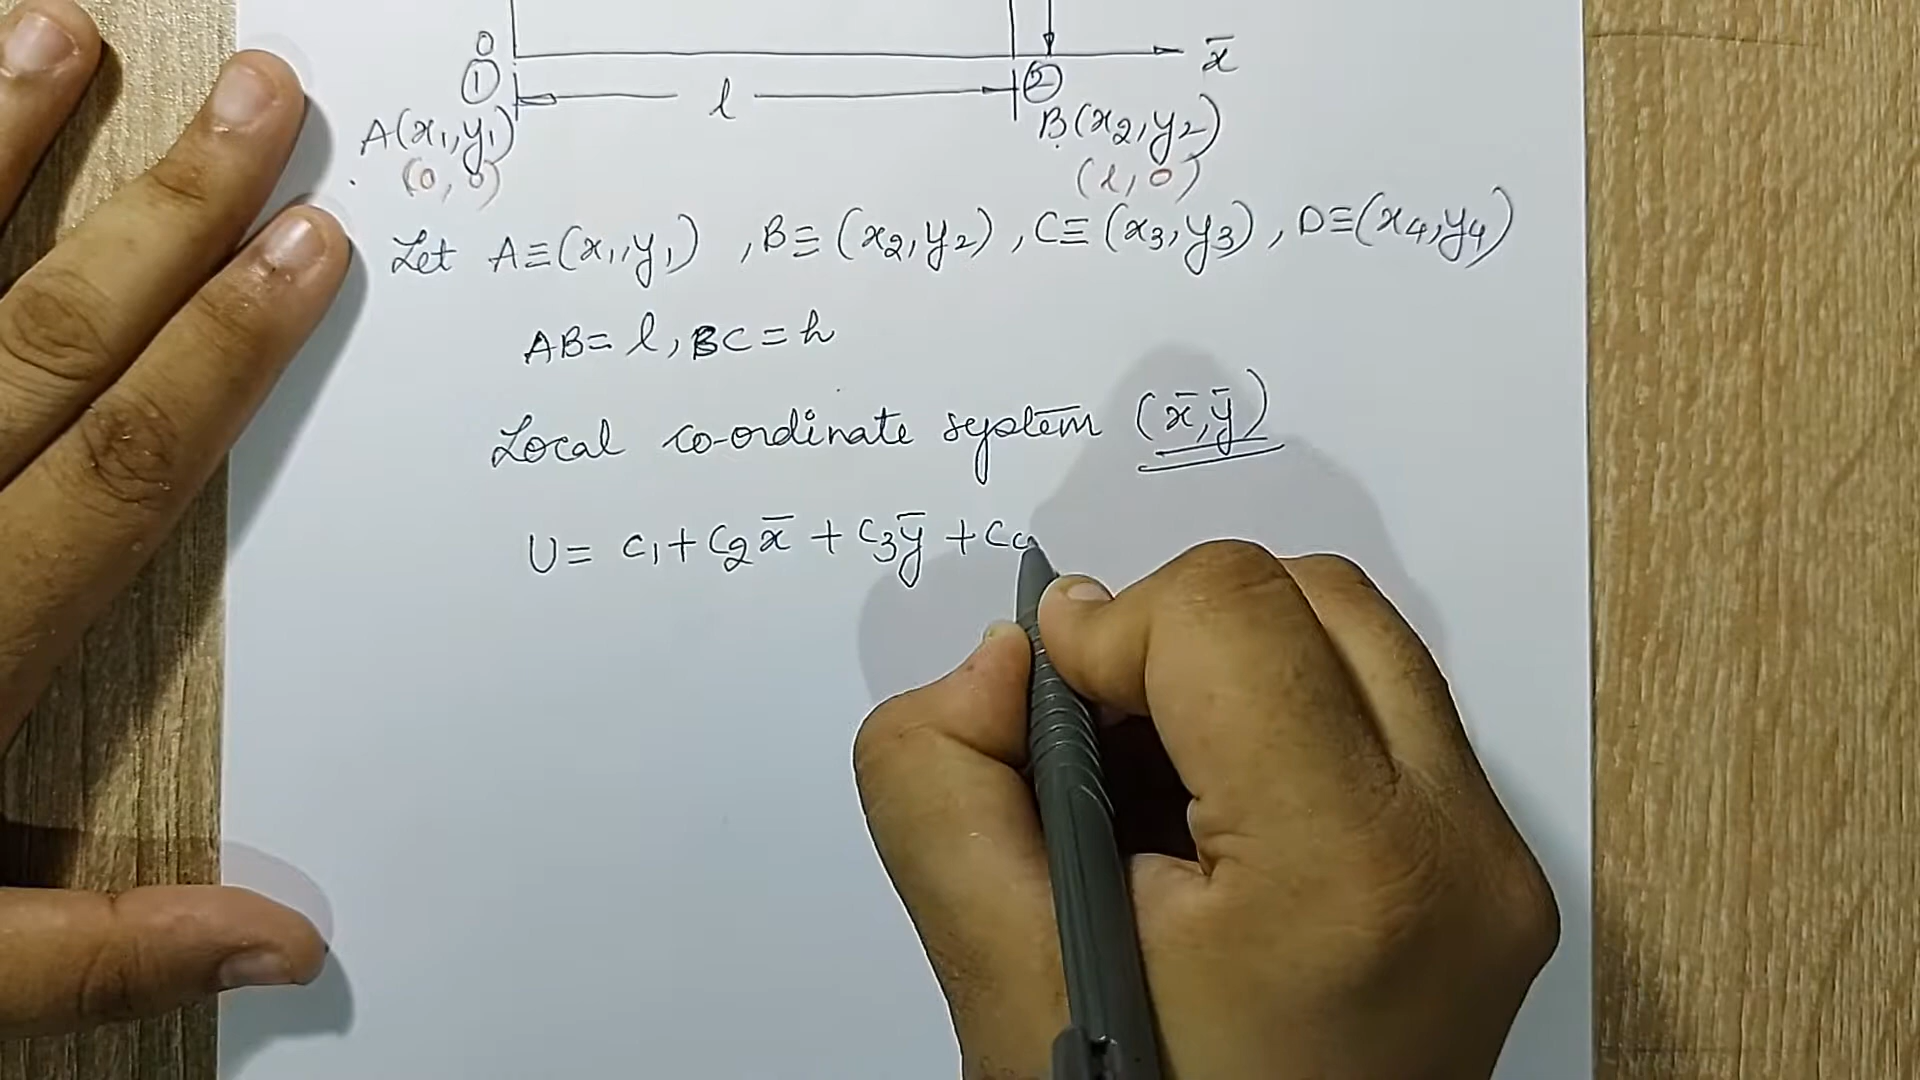 0
① ② x̄
l
A(x1,y1) B(x2,y2)
(0,0) (l,0)
Let A≡(x1,y1) , B≡(x2,y2) , C≡(x3,y3) , D≡(x4,y4)
AB=l, BC=h
Local co-ordinate system (x̄,ȳ)
U= c1+c2x̄ + c3ȳ + c